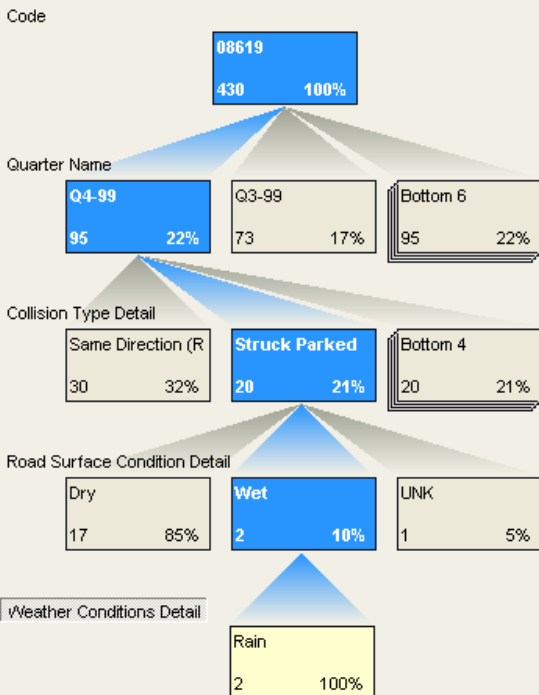 Code
08619
430 100%
Quarter Name
Q4-99 Q3-99 Bottom 6
95 22% 73 17% 95 22%
Collision Type Detail
Same Direction (R Struck Parked Bottom 4
30 32% 20 21% 20 21%
Road Surface Condition Detail
Dry Wet UNK
17 85% 2 10% 1 5%
Weather Conditions Detail
Rain
2 100%